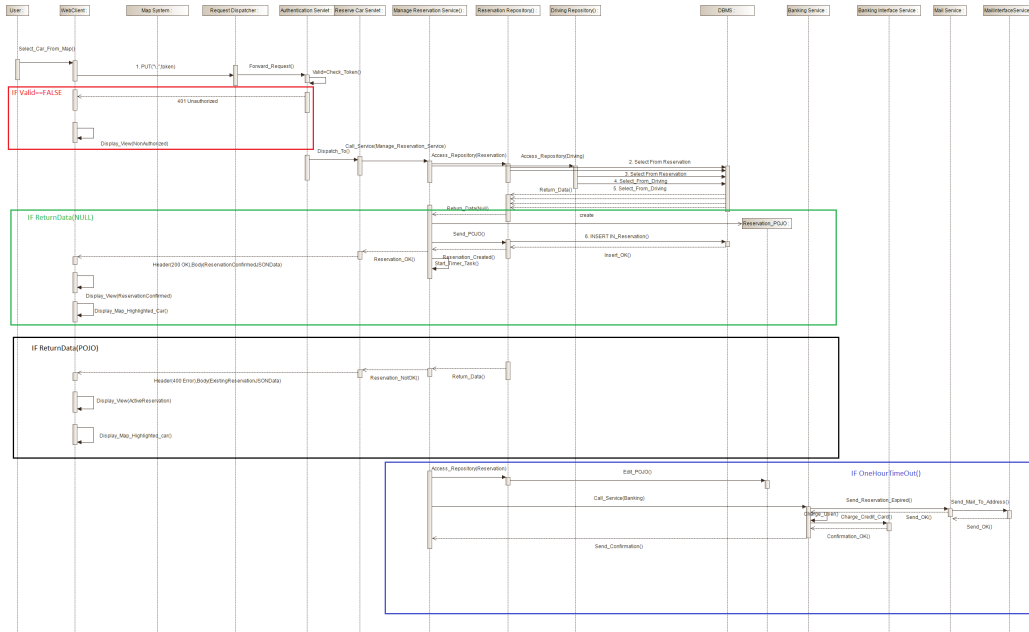 User :
WebClient :
Map System :
Request Dispatcher :
Authentication Servlet
Reserve Car Servlet :
Manage Reservation Service() :
Reservation Repository() :
Driving Repository() :
DBMS :
Banking Service :
Banking Interface Service :
Mail Service :
MailInterfaceService
Select_Car_From_Map()
1. PUT("...",token)
Forward_Request()
Valid=Check_Token()
IF Valid==FALSE
401 Unauthorized
Display_View(NonAuthorized)
Dispatch_To()
Call_Service(Manage_Reservation_Service)
Access_Repository(Reservation)
Access_Repository(Driving)
2. Select From Reservation
3. Select From Reservation
4. Select_From_Driving
5. Select_From_Driving
Return_Data()
Return_Data(Null)
IF ReturnData(NULL)
create
Reservation_POJO :
Send_POJO()
6. INSERT IN_Reservation()
Insert_OK()
Reservation_Created()
Reservation_OK()
Start_Timer_Task()
Header(200 OK),Body(ReservationConfirmedJSONData)
Display_View(ReservationConfirmed)
Display_Map_Highlighted_Car()
IF ReturnData(POJO)
Return_Data()
Reservation_NotOK()
Header(400 Error),Body(ExistingReservationJSONData)
Display_View(ActiveReservation)
Display_Map_Highlighted_car()
IF OneHourTimeOut()
Access_Repository(Reservation)
Edit_POJO()
Call_Service(Banking)
Send_Reservation_Expired()
Send_Mail_To_Address()
Charge_User()
Charge_Credit_Card()
Send_OK()
Send_OK()
Confirmation_OK()
Send_Confirmation()